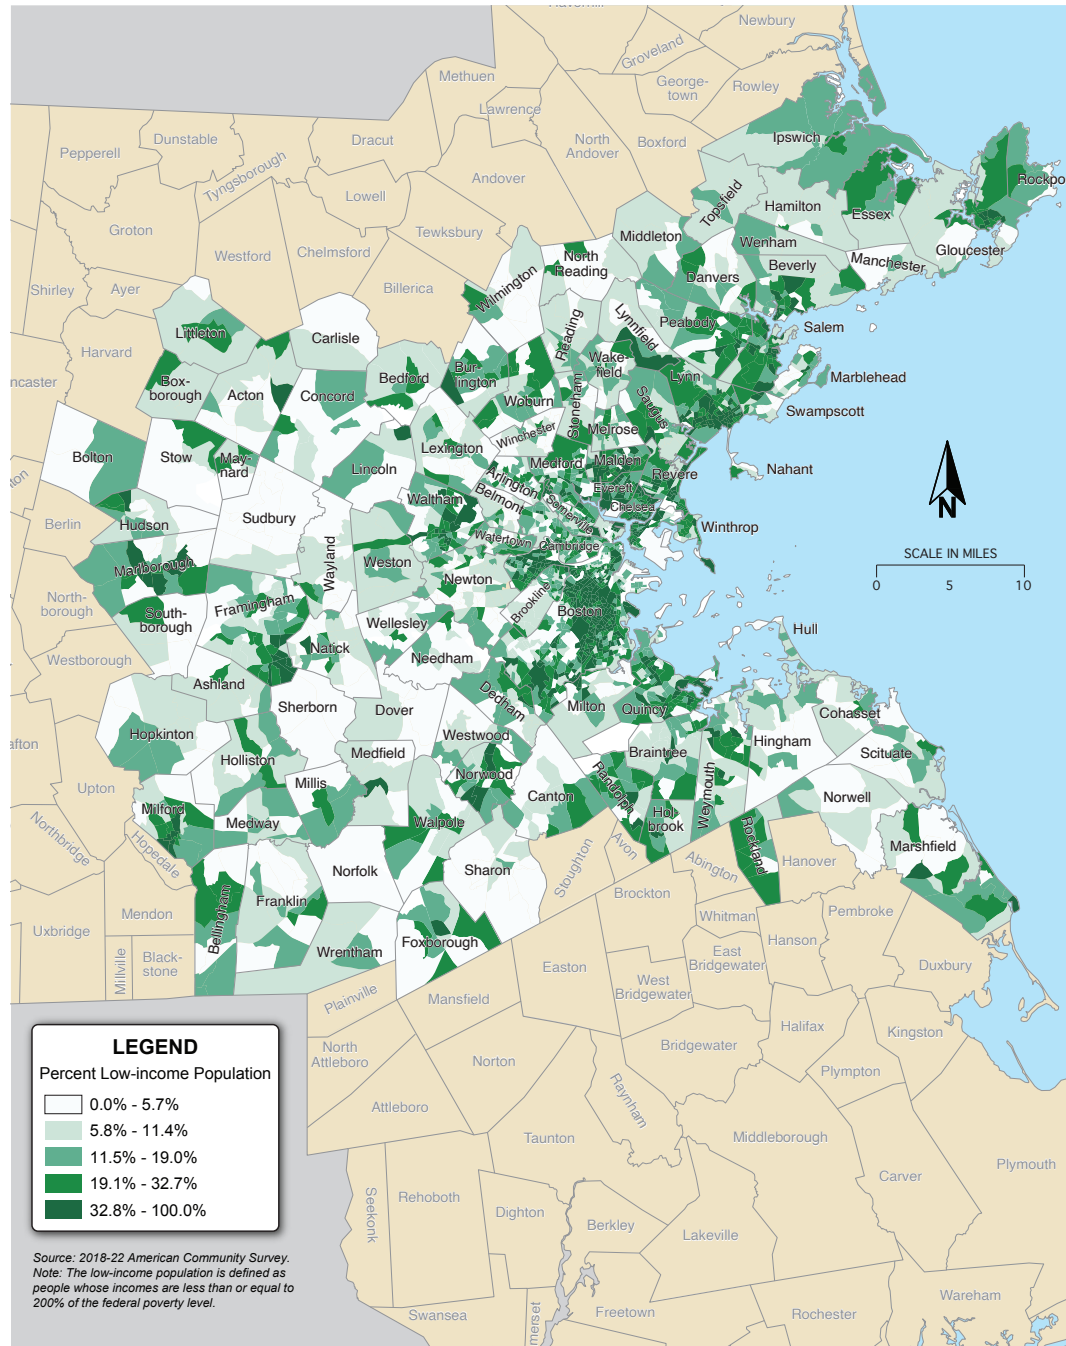 Newbury
Groveland
George-
town
Rowley
Methuen
Lawrence
Boxford
North
Andover
Andover
Dunstable
Pepperell
Tyngsborough
Dracut
Lowell
Tewksbury
Groton
Westford
Chelmsford
Billerica
Shirley
Ayer
Harvard
Ipswich
Rockpo
Topsfield
Hamilton
Essex
Middleton
Wenham
Gloucester
Manchester
Beverly
Danvers
North
Reading
Wilmington
Peabody
Salem
Lynnfield
Reading
Marblehead
Swampscott
Littleton
Carlisle
Box-
borough
Acton
Concord
Bedford
Bur-
lington
Woburn
Wake-
field
Lynn
Saugus
Stoneham
Melrose
Winchester
Lexington
Medford
Malden
Revere
Nahant
Everett
Chelsea
Winthrop
Arlington
Belmont
Somerville
Cambridge
Watertown
Waltham
Lincoln
Bolton
Stow
May-
nard
Hudson
Sudbury
Wayland
Weston
Newton
Brookline
Boston
Berlin
Marlborough
North-
borough
South-
borough
Framingham
Natick
Wellesley
Needham
Westborough
Ashland
Sherborn
Dover
Dedham
Milton
Quincy
Hull
Cohasset
Hingham
Scituate
Hopkinton
Holliston
Medfield
Westwood
Norwood
Braintree
Weymouth
Norwell
Canton
Randolph
Hol-
brook
Upton
Milford
Millis
Medway
Walpole
Northbridge
Hopedale
Norfolk
Sharon
Stoughton
Avon
Abington
Rockland
Hanover
Marshfield
Bellingham
Franklin
Wrentham
Foxborough
Mendon
Uxbridge
Millville
Black-
stone
Brockton
Whitman
Pembroke
Hanson
East
Bridgewater
Easton
West
Bridgewater
Duxbury
Plainville
Mansfield
Halifax
Kingston
Bridgewater
Plympton
North
Attleboro
Norton
Raynham
Attleboro
Taunton
Middleborough
Carver
Plymouth
Seekonk
Rehoboth
Dighton
Berkley
Lakeville
Swansea
Freetown
Rochester
Wareham
N
SCALE IN MILES
0 5 10
LEGEND
Percent Low-income Population
0.0% - 5.7%
5.8% - 11.4%
11.5% - 19.0%
19.1% - 32.7%
32.8% - 100.0%
Source: 2018-22 American Community Survey.
Note: The low-income population is defined as
people whose incomes are less than or equal to
200% of the federal poverty level.